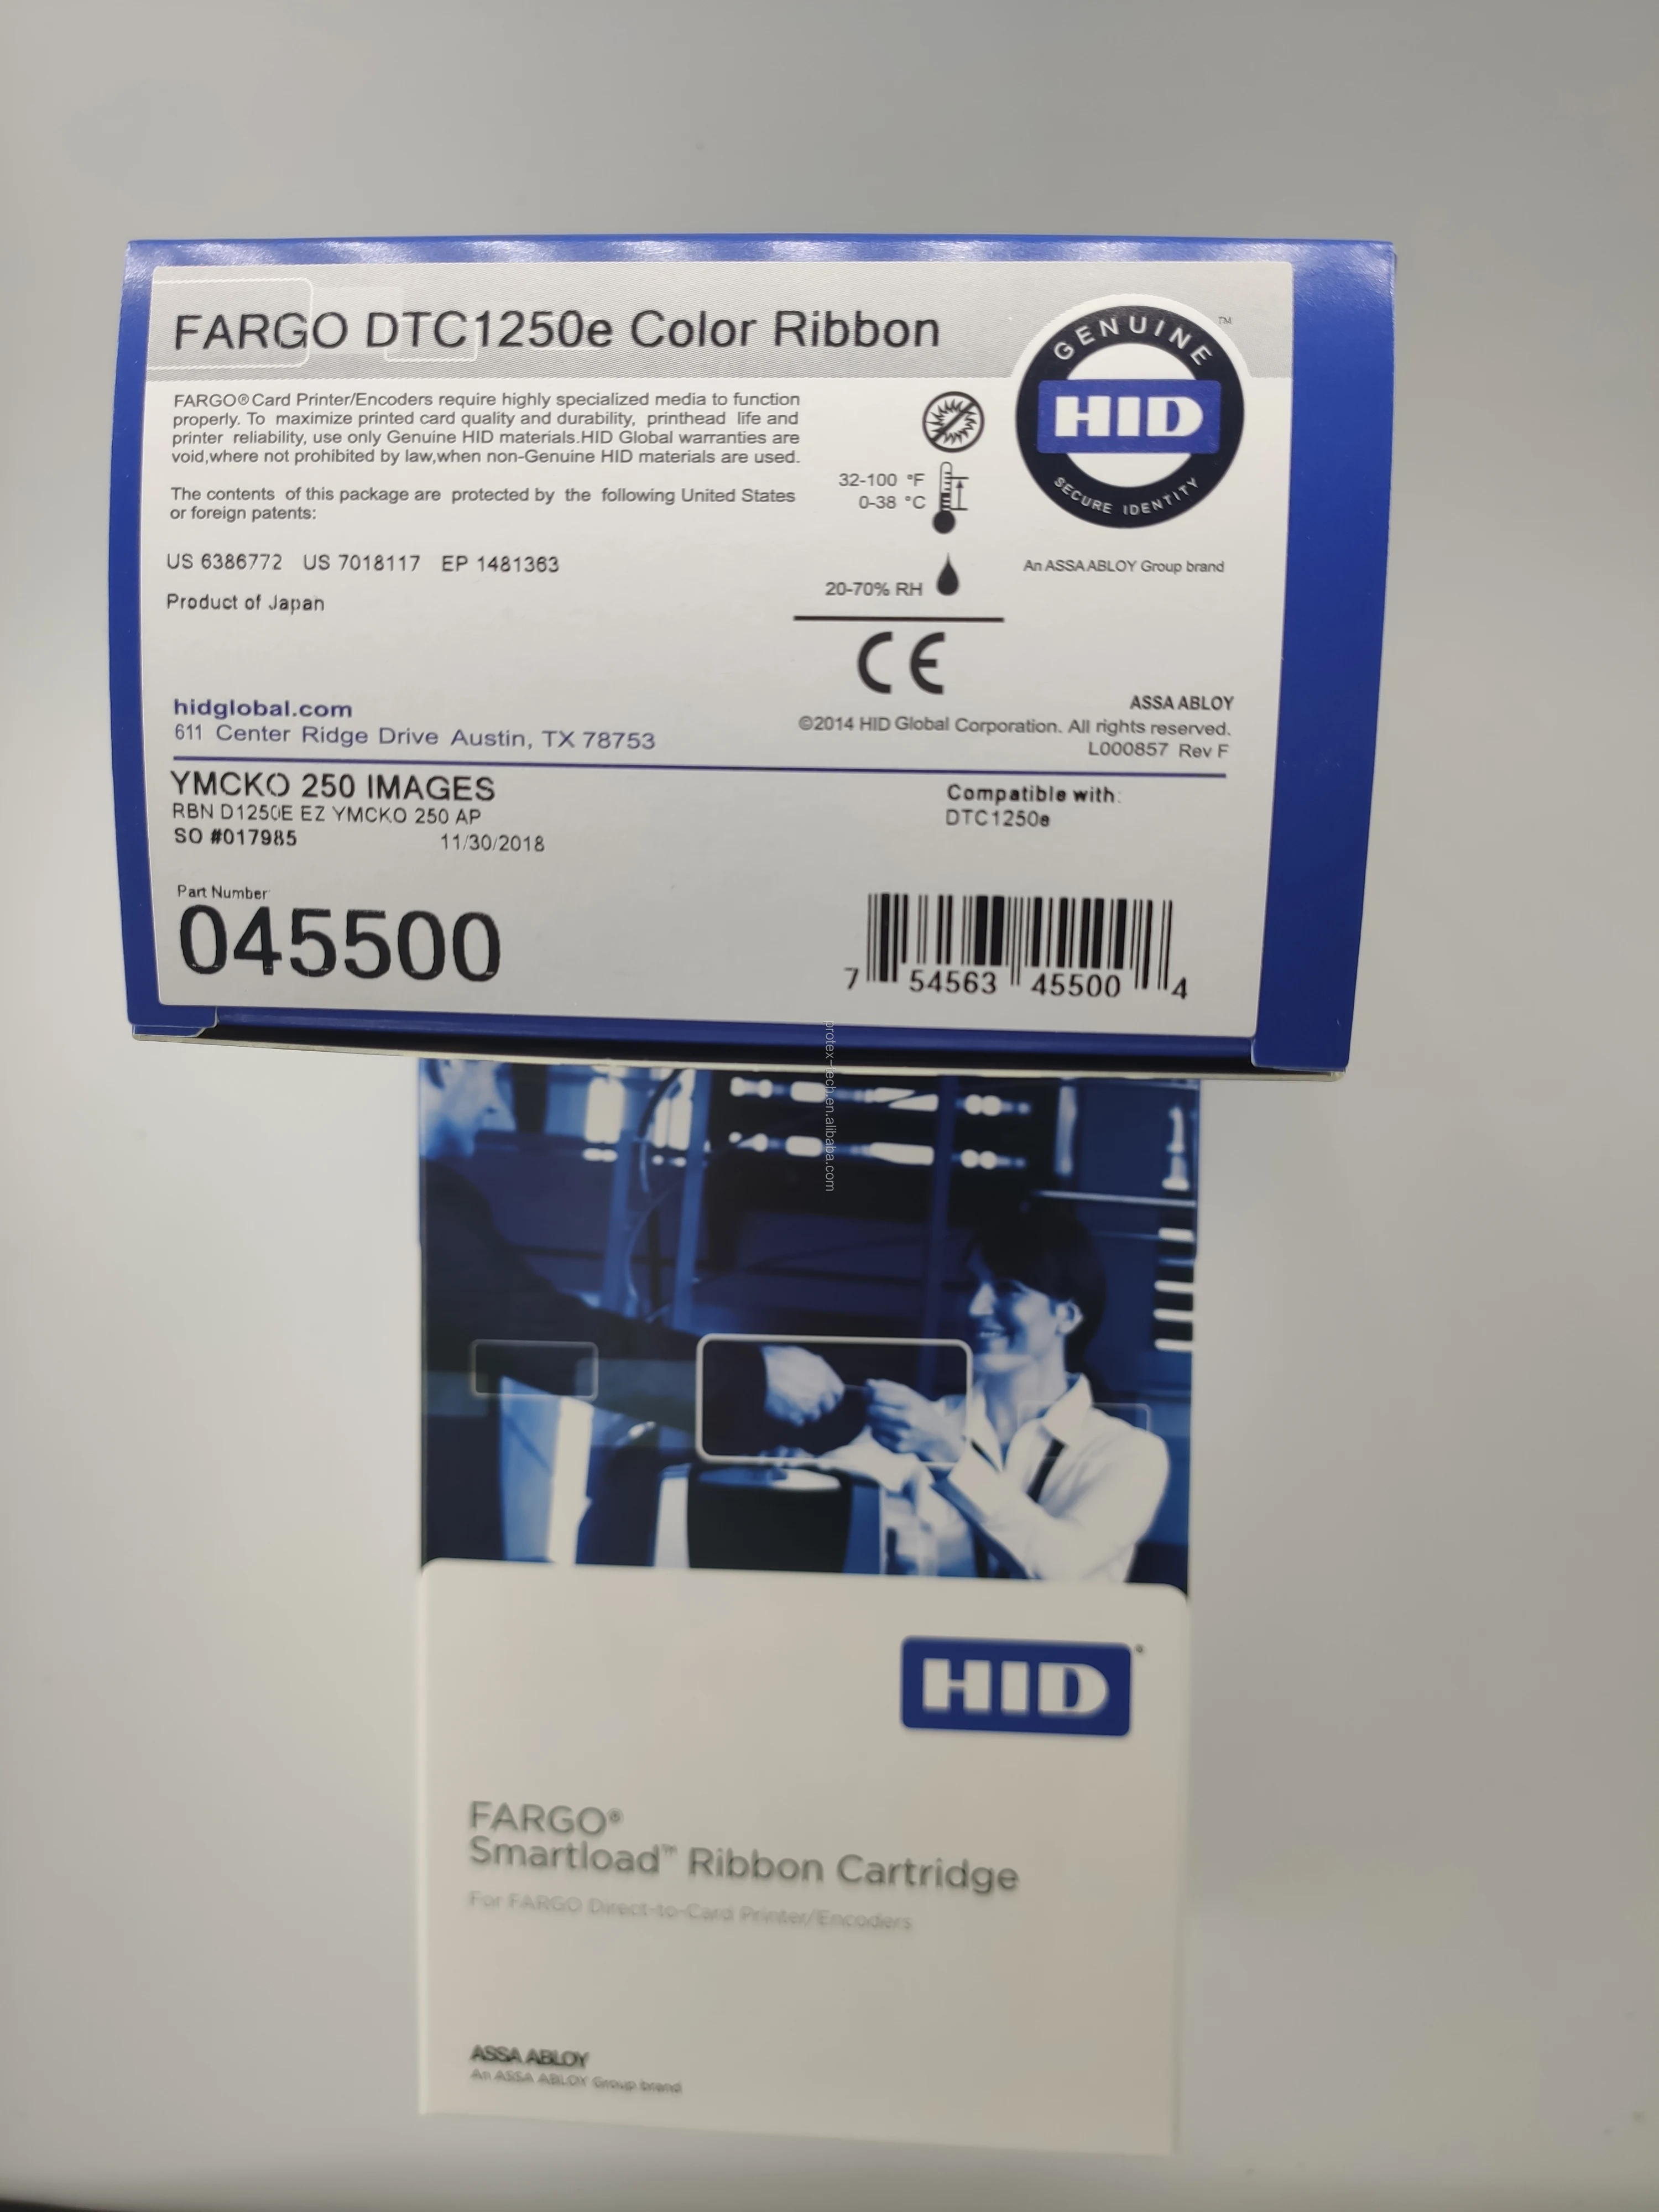 FARGO DTC1250e Color Ribbon
GENUINE
HID
SECURE IDENTITY
TM
An ASSA ABLOY Group brand
FARGO® Card Printer/Encoders require highly specialized media to function
properly. To maximize printed card quality and durability, printhead life and
printer reliability, use only Genuine HID materials.HID Global warranties are
void,where not prohibited by law,when non-Genuine HID materials are used.
The contents of this package are protected by the following United States
or foreign patents:
US 6386772 US 7018117 EP 1481363
Product of Japan
32-100 °F
0-38 °C
20-70% RH
CE
hidglobal.com
611 Center Ridge Drive Austin, TX 78753
ASSA ABLOY
©2014 HID Global Corporation. All rights reserved.
L000857 Rev F
YMCKO 250 IMAGES
RBN D1250E EZ YMCKO 250 AP
SO #017985 11/30/2018
Compatible with:
DTC1250e
Part Number
045500
7 54563 45500 4
protex-tech.en.alibaba.com
HID®
FARGO®
Smartload™ Ribbon Cartridge
For FARGO Direct-to-Card Printer/Encoders
ASSA ABLOY
An ASSA ABLOY Group brand